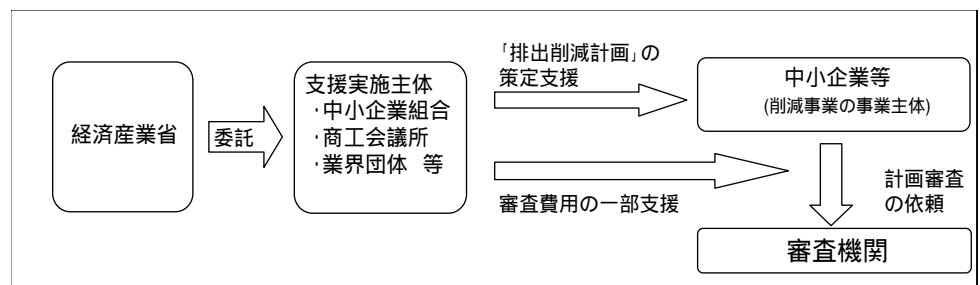 経済産業省
委託
支援実施主体
・中小企業組合
・商工会議所
・業界団体 等
「排出削減計画」の
策定支援
審査費用の一部支援
中小企業等
(削減事業の事業主体)
計画審査
の依頼
審査機関